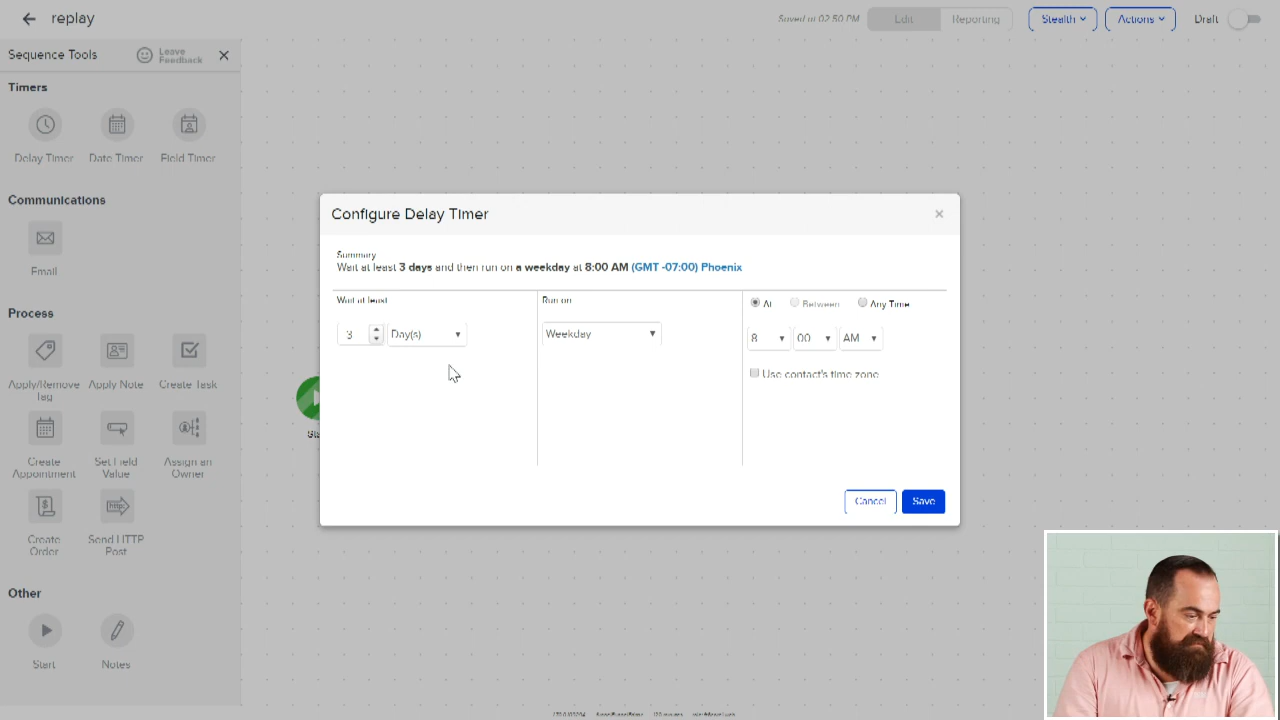 replay
Saved at 02:50 PM
Edit
Reporting
Stealth
Actions
Draft
Sequence Tools
Leave Feedback
Timers
Delay Timer
Date Timer
Field Timer
Communications
Email
Process
Apply/Remove Tag
Apply Note
Create Task
Create Appointment
Set Field Value
Assign an Owner
Create Order
http:
Send HTTP Post
Other
Start
Notes
Configure Delay Timer
Summary
Wait at least 3 days and then run on a weekday at 8:00 AM (GMT -07:00) Phoenix
Wait at least
3
Day(s)
Run on
Weekday
At
Between
Any Time
8
00
AM
Use contact's time zone
Cancel
Save